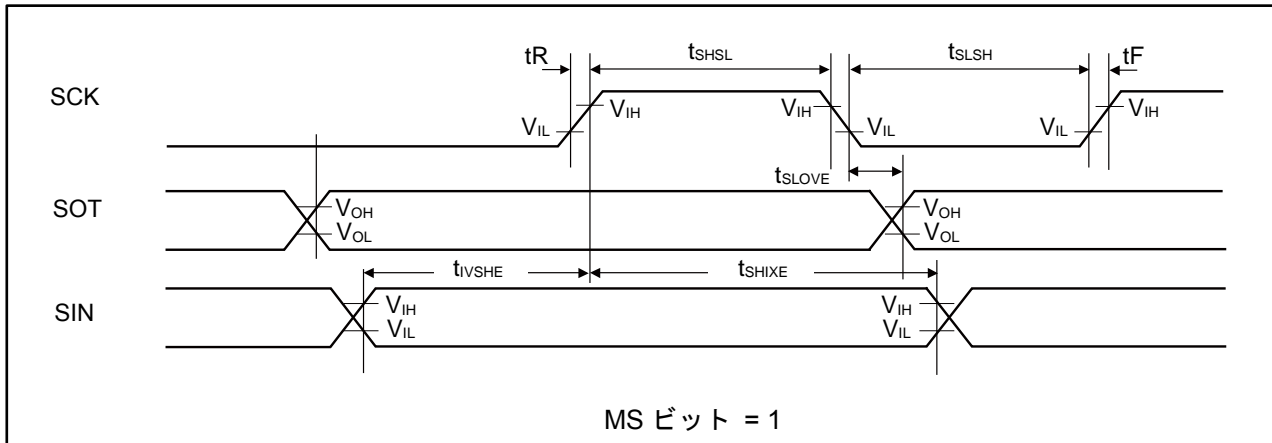 tR tSHSL tSLSH tF
SCK
VIH VIH VIH
VIL VIL VIL
tSLOVE
SOT
VOH VOH
VOL VOL
tIVSHE tSHIXE
SIN
VIH VIH
VIL VIL
MS ビット = 1